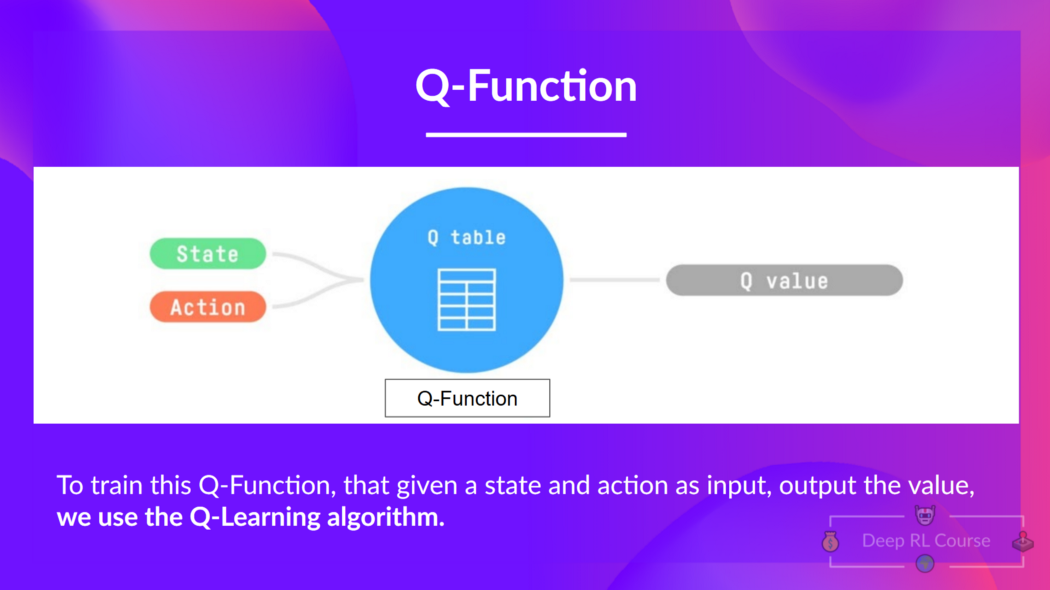 Q-Function
State
Action
Q table
Q value
Q-Function
To train this Q-Function, that given a state and action as input, output the value,
we use the Q-Learning algorithm.
Deep RL Course